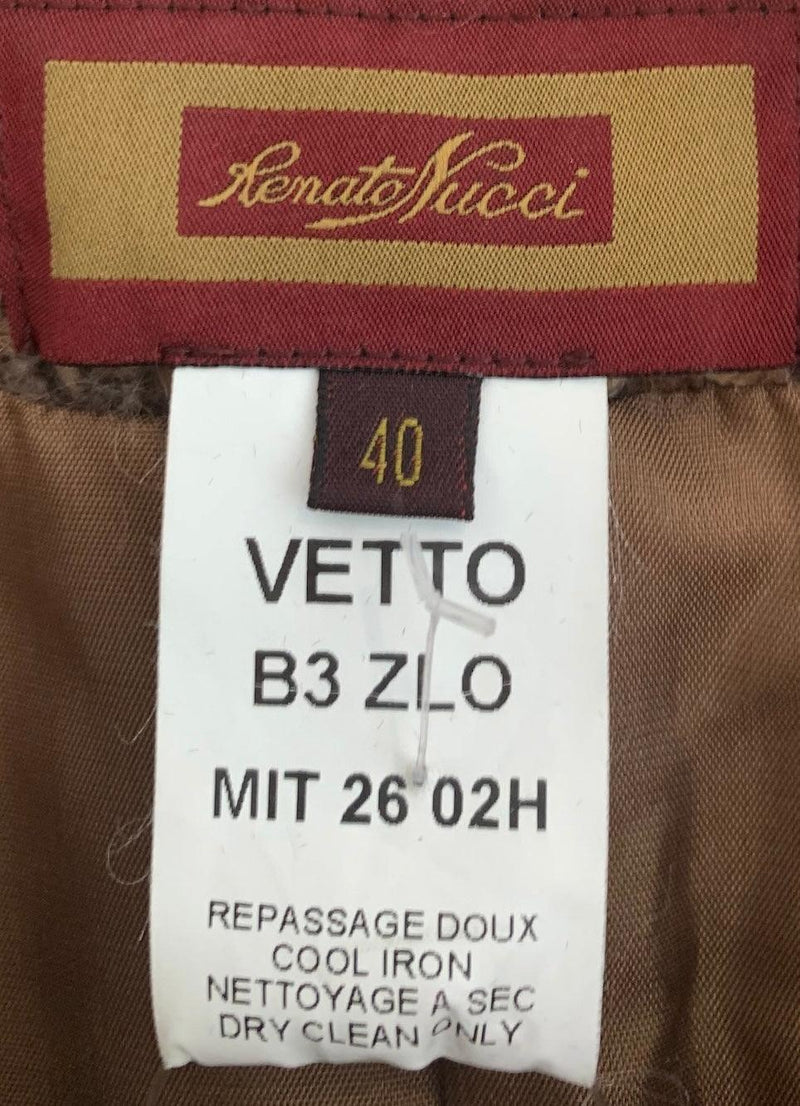 Renato Nucci
40
VETTO
B3 ZLO
MIT 26 02H
REPASSAGE DOUX
COOL IRON
NETTOYAGE A SEC
DRY CLEAN ONLY